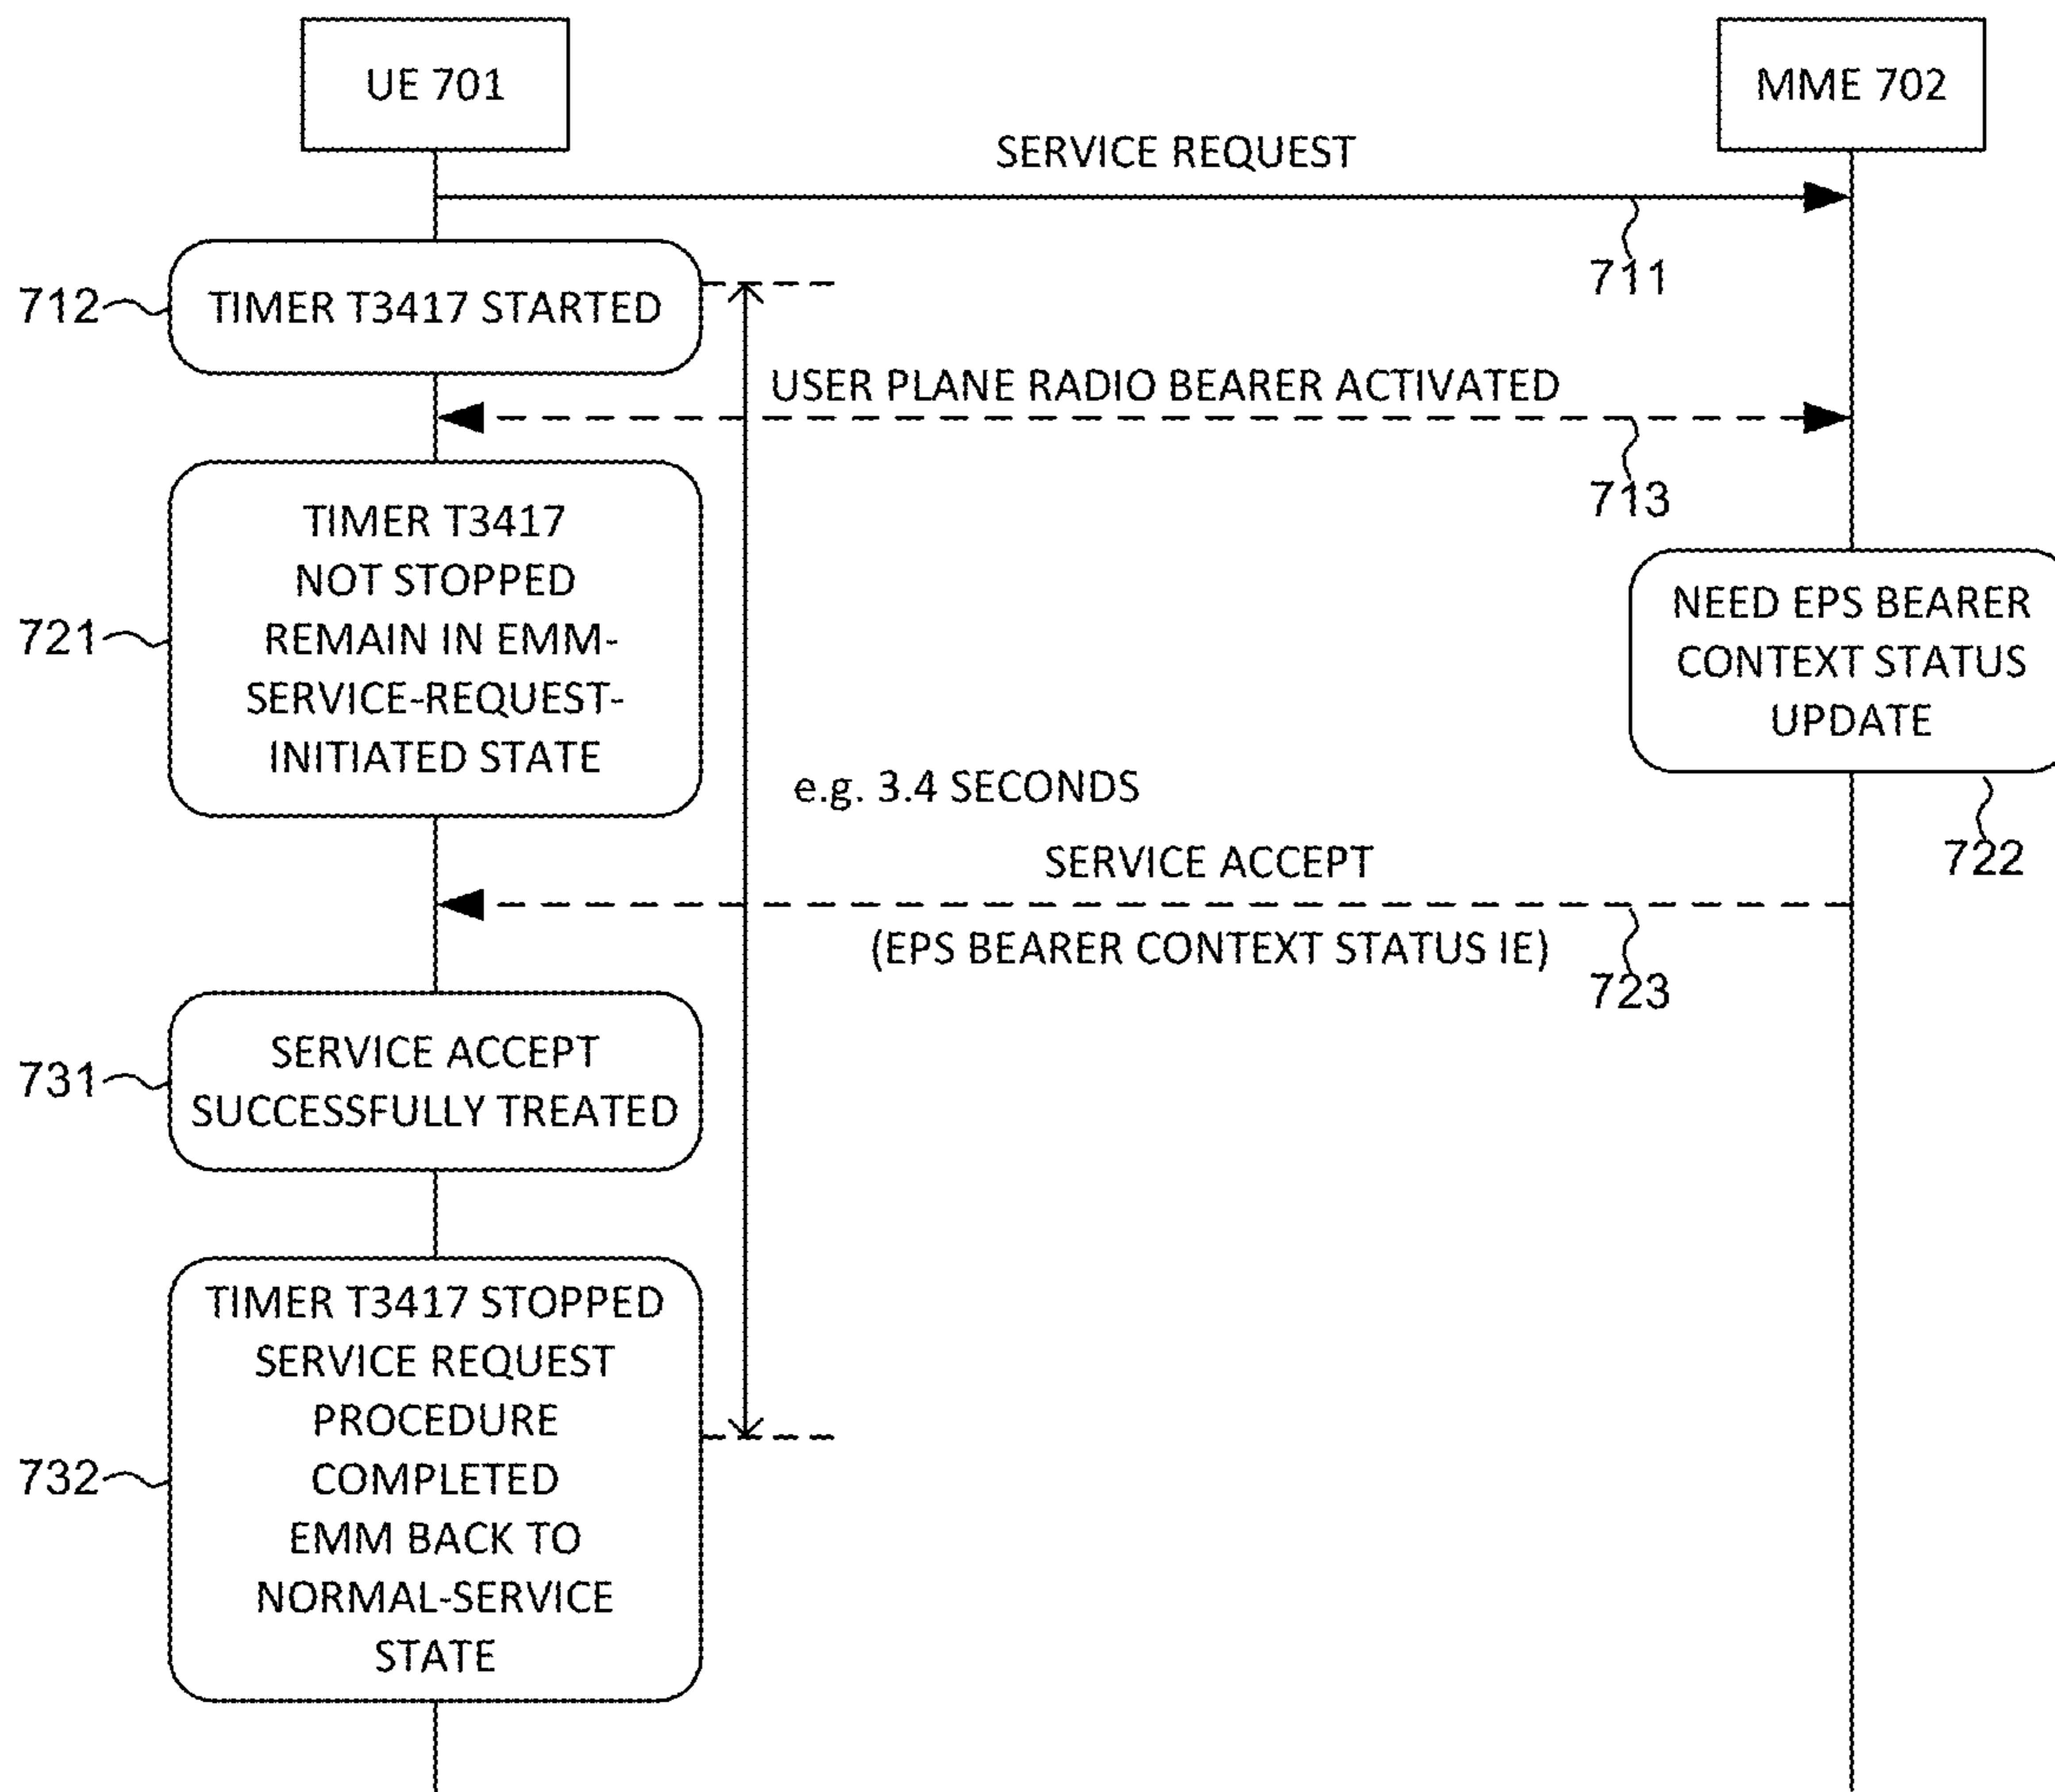 UE 701
MME 702
SERVICE REQUEST
711
712
TIMER T3417 STARTED
USER PLANE RADIO BEARER ACTIVATED
713
721
TIMER T3417
NOT STOPPED
REMAIN IN EMM-
SERVICE-REQUEST-
INITIATED STATE
NEED EPS BEARER
CONTEXT STATUS
UPDATE
722
e.g. 3.4 SECONDS
SERVICE ACCEPT
(EPS BEARER CONTEXT STATUS IE)
723
731
SERVICE ACCEPT
SUCCESSFULLY TREATED
732
TIMER T3417 STOPPED
SERVICE REQUEST
PROCEDURE
COMPLETED
EMM BACK TO
NORMAL-SERVICE
STATE